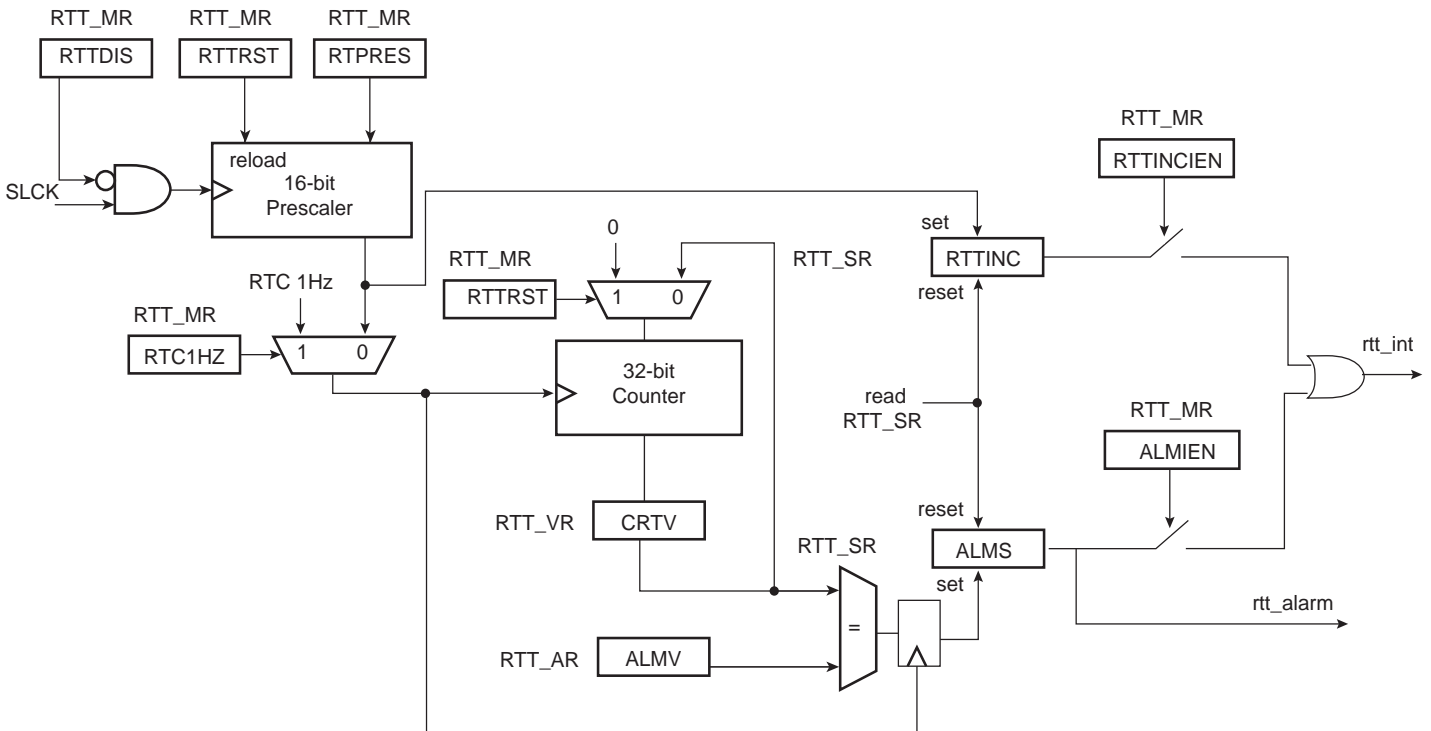 RTT_MR RTT_MR RTT_MR
RTTDIS RTTRST RTPRES
reload
16-bit
Prescaler
SLCK
RTT_MR
RTTINCIEN
0
set
RTT_MR
RTTRST
1 0
RTT_SR
RTTINC
reset
RTC 1Hz
RTT_MR
RTC1HZ
1 0
32-bit
Counter
read
RTT_SR
rtt_int
RTT_MR
ALMIEN
RTT_VR
CRTV
reset
RTT_SR
ALMS
set
=
rtt_alarm
RTT_AR
ALMV